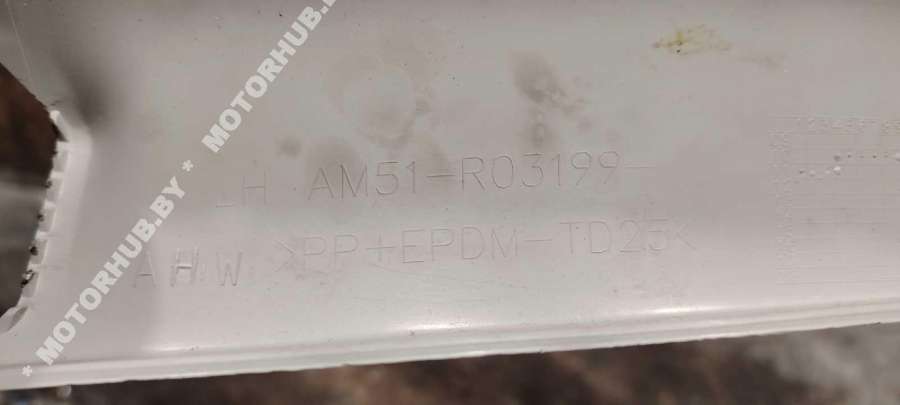 * MOTORHUB.BY * MOTORHUB.BY
LH AM51-R03199-
AHW >PP+EPDM-TD25<